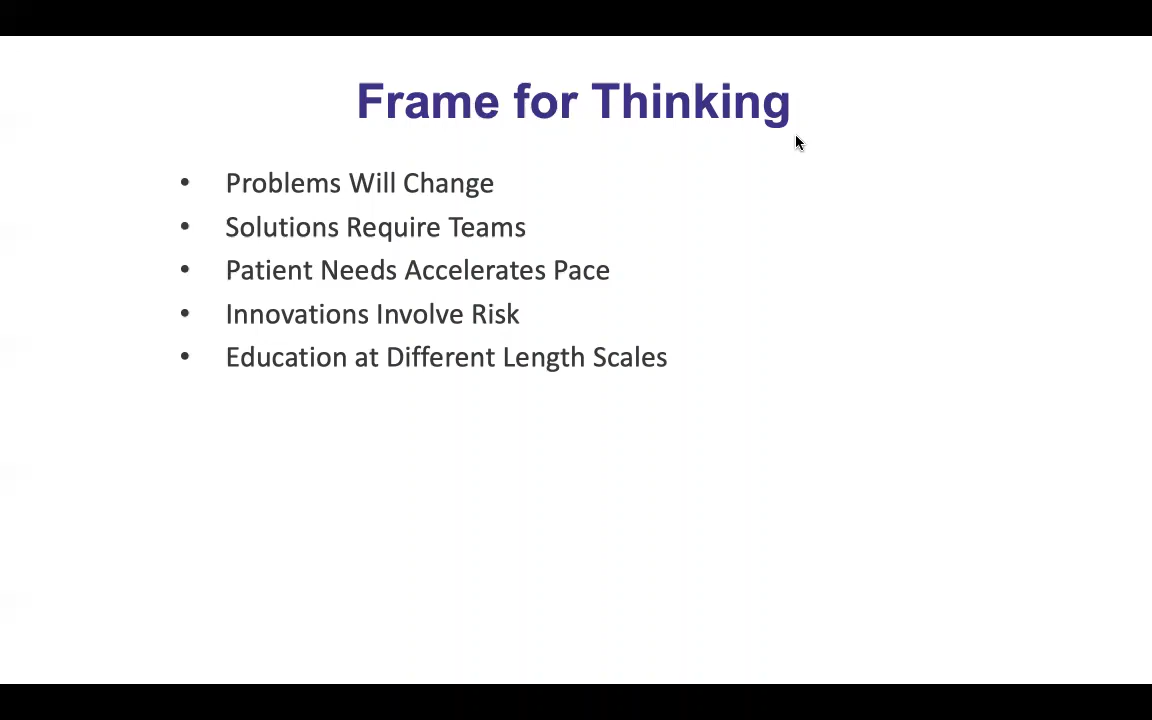 Frame for Thinking
• Problems Will Change
• Solutions Require Teams
• Patient Needs Accelerates Pace
• Innovations Involve Risk
• Education at Different Length Scales